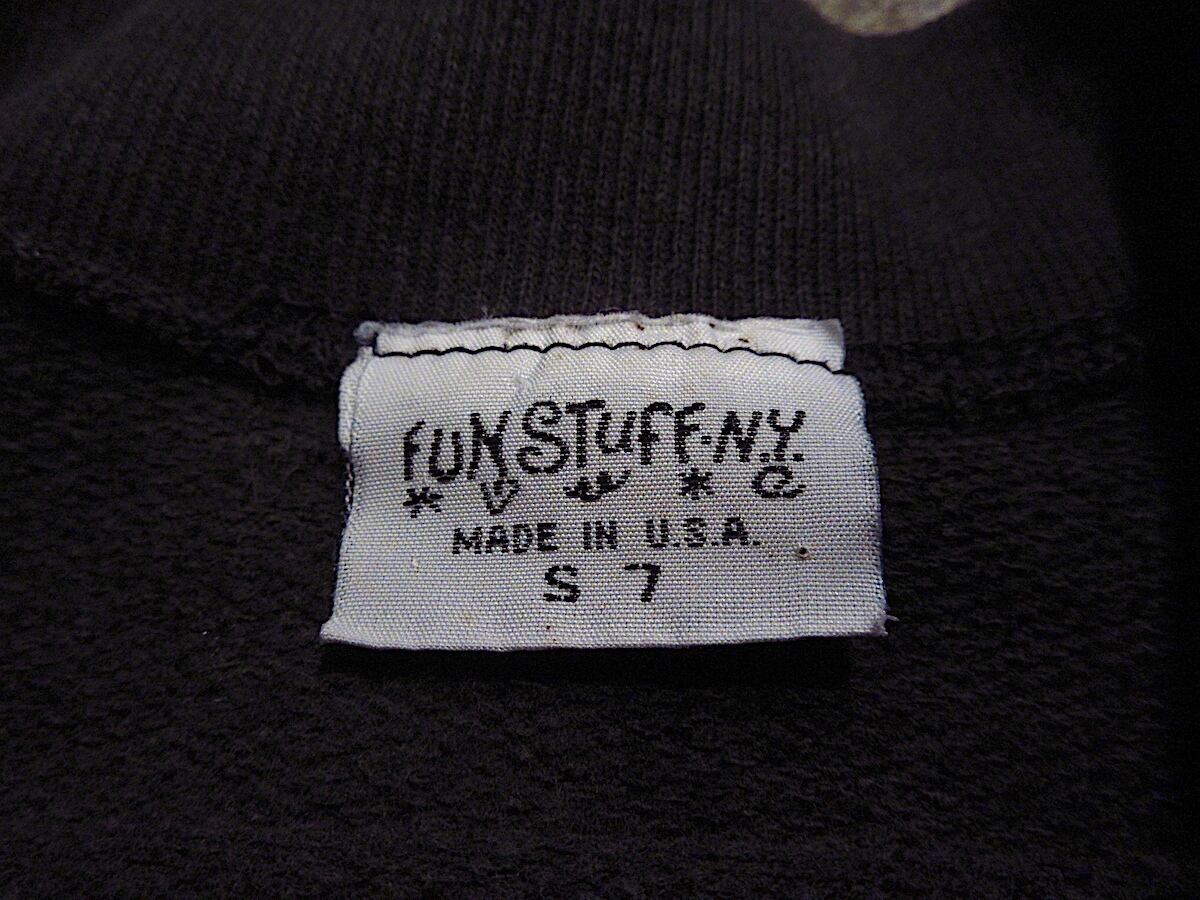 FUN STUFF·N.Y.
MADE IN U.S.A.
S 7